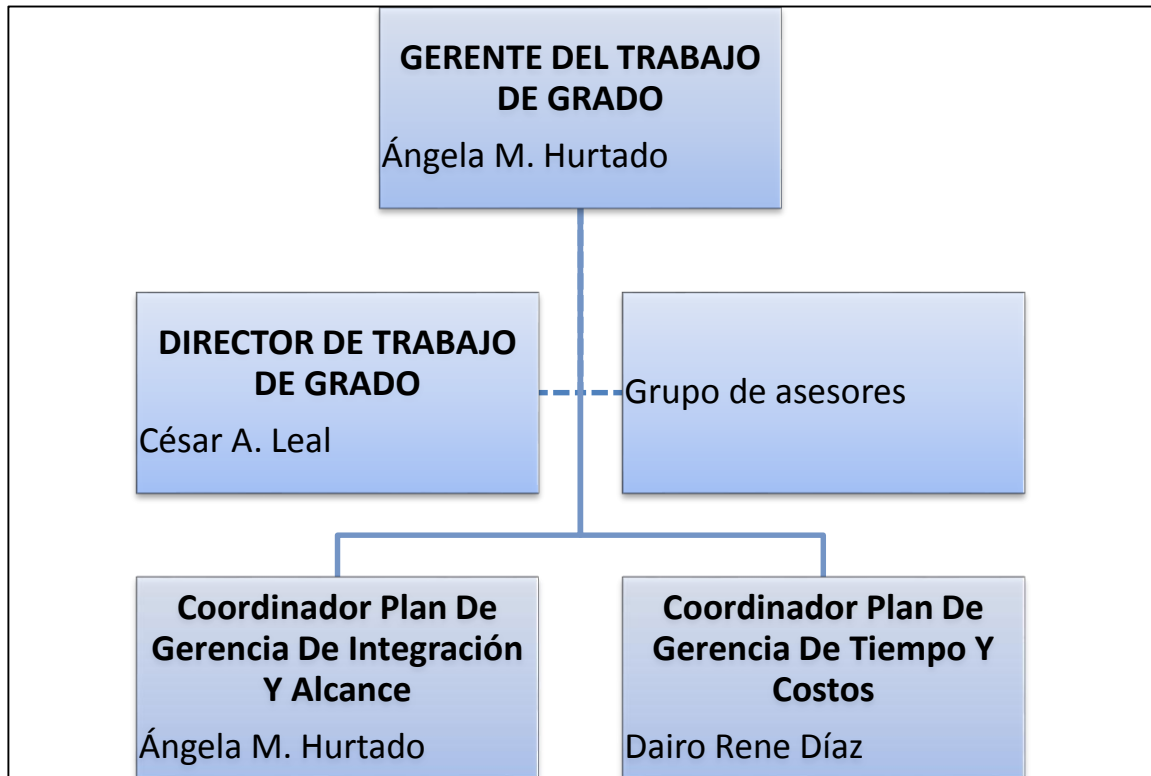 GERENTE DEL TRABAJO
DE GRADO
Ángela M. Hurtado
DIRECTOR DE TRABAJO
DE GRADO
César A. Leal
Grupo de asesores
Coordinador Plan De
Gerencia De Integración
Y Alcance
Ángela M. Hurtado
Coordinador Plan De
Gerencia De Tiempo Y
Costos
Dairo Rene Díaz